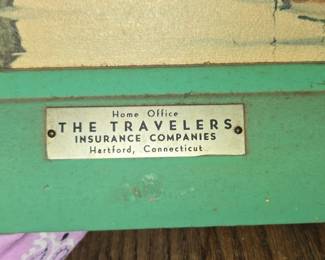 Home Office
THE TRAVELERS
INSURANCE COMPANIES
Hartford, Connecticut